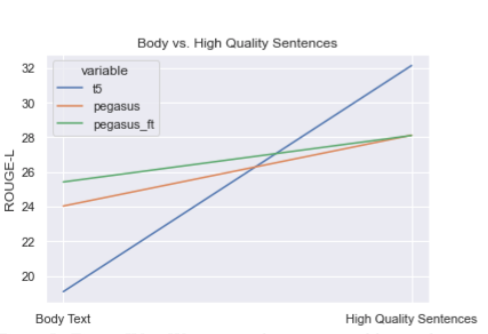 Body vs. High Quality Sentences
variable
t5
pegasus
pegasus_ft
ROUGE-L
32
30
28
26
24
22
20
Body Text High Quality Sentences